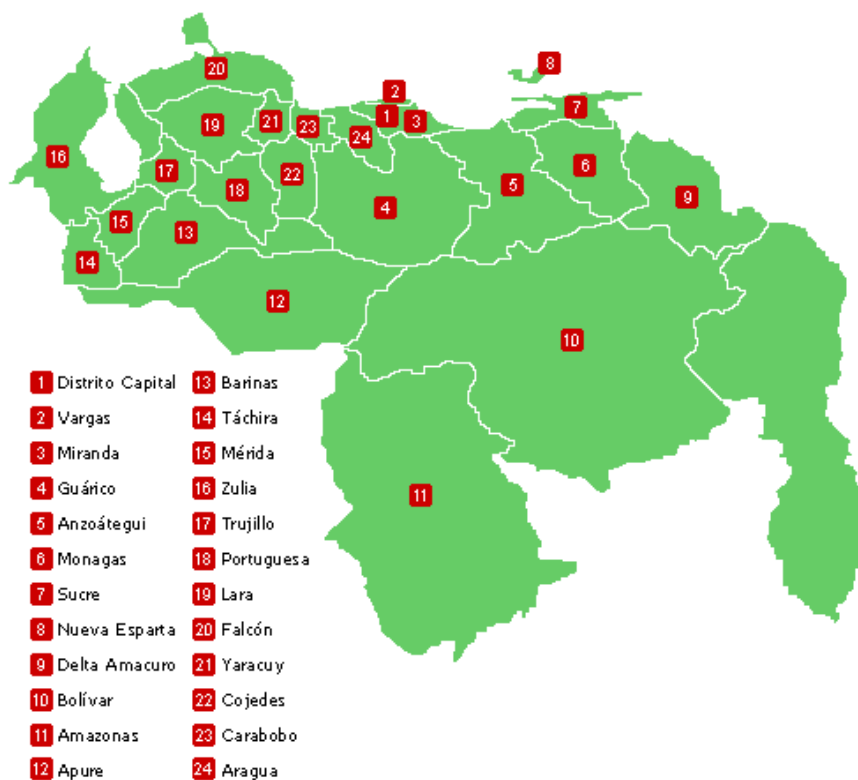 20
8
2
7
1
3
21
19
23
24
16
6
17
22
5
18
9
4
15
13
14
12
10
11
1 Distrito Capital
2 Vargas
3 Miranda
4 Guárico
5 Anzoátegui
6 Monagas
7 Sucre
8 Nueva Esparta
9 Delta Amacuro
10 Bolívar
11 Amazonas
12 Apure
13 Barinas
14 Táchira
15 Mérida
16 Zulia
17 Trujillo
18 Portuguesa
19 Lara
20 Falcón
21 Yaracuy
22 Cojedes
23 Carabobo
24 Aragua